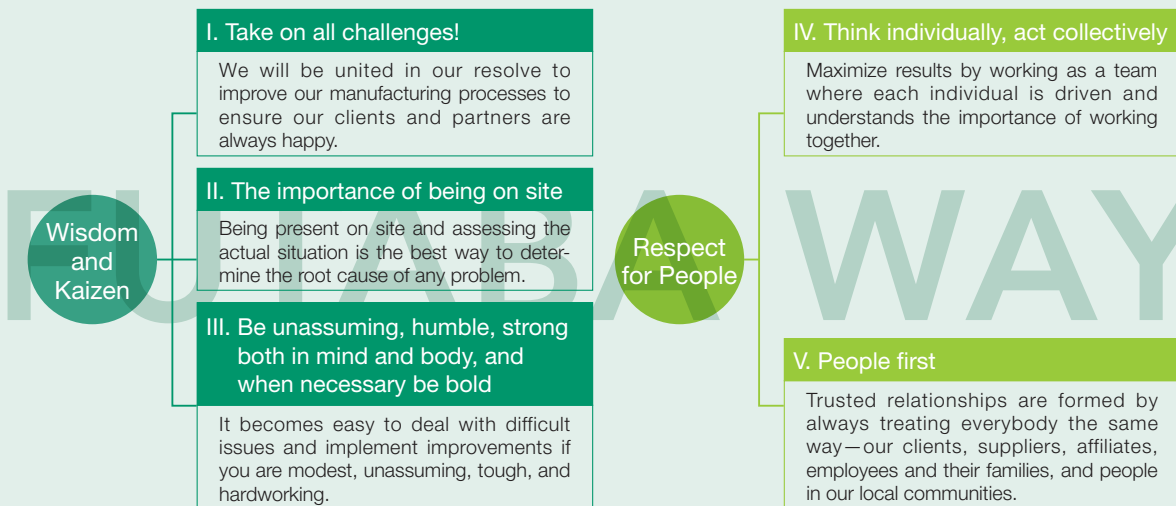 FUTABA WAY
Wisdom
and
Kaizen
I. Take on all challenges!
We will be united in our resolve to
improve our manufacturing processes to
ensure our clients and partners are
always happy.
II. The importance of being on site
Being present on site and assessing the
actual situation is the best way to deter-
mine the root cause of any problem.
III. Be unassuming, humble, strong
both in mind and body, and
when necessary be bold
It becomes easy to deal with difficult
issues and implement improvements if
you are modest, unassuming, tough, and
hardworking.
Respect
for People
IV. Think individually, act collectively
Maximize results by working as a team
where each individual is driven and
understands the importance of working
together.
V. People first
Trusted relationships are formed by
always treating everybody the same
way—our clients, suppliers, affiliates,
employees and their families, and people
in our local communities.